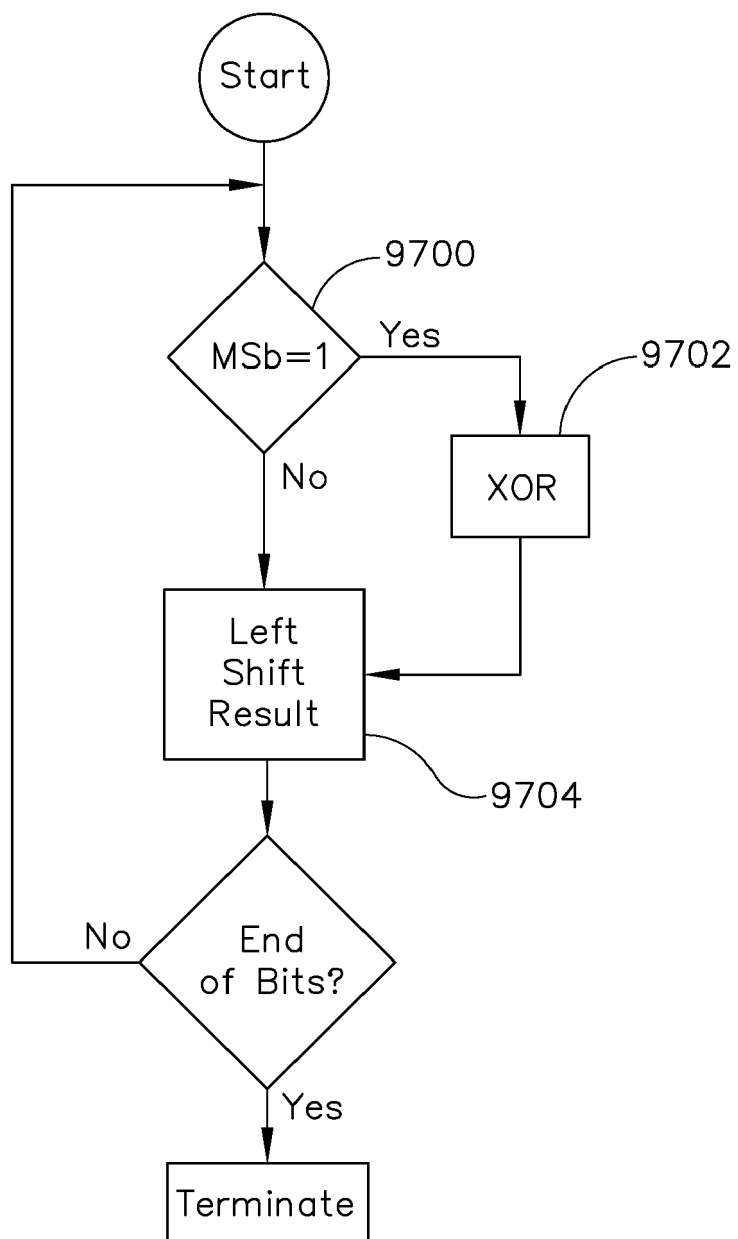 Start
9700
MSb=1
Yes
9702
XOR
No
Left
Shift
Result
9704
No
End
of Bits?
Yes
Terminate